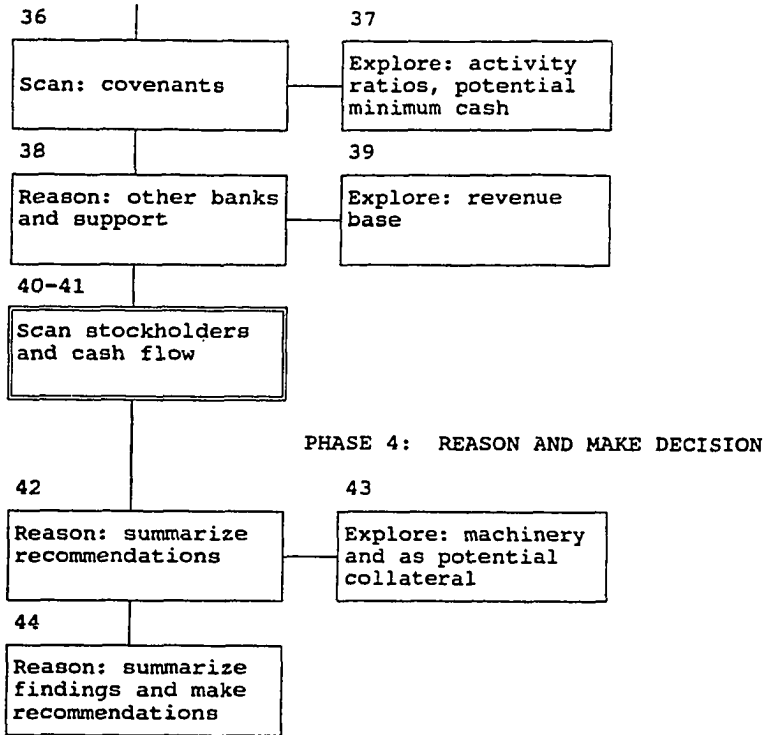 36
37
Scan: covenants
Explore: activity
ratios, potential
minimum cash
38
39
Reason: other banks
and support
Explore: revenue
base
40-41
Scan stockholders
and cash flow
PHASE 4: REASON AND MAKE DECISION
42
43
Reason: summarize
recommendations
Explore: machinery
and as potential
collateral
44
Reason: summarize
findings and make
recommendations